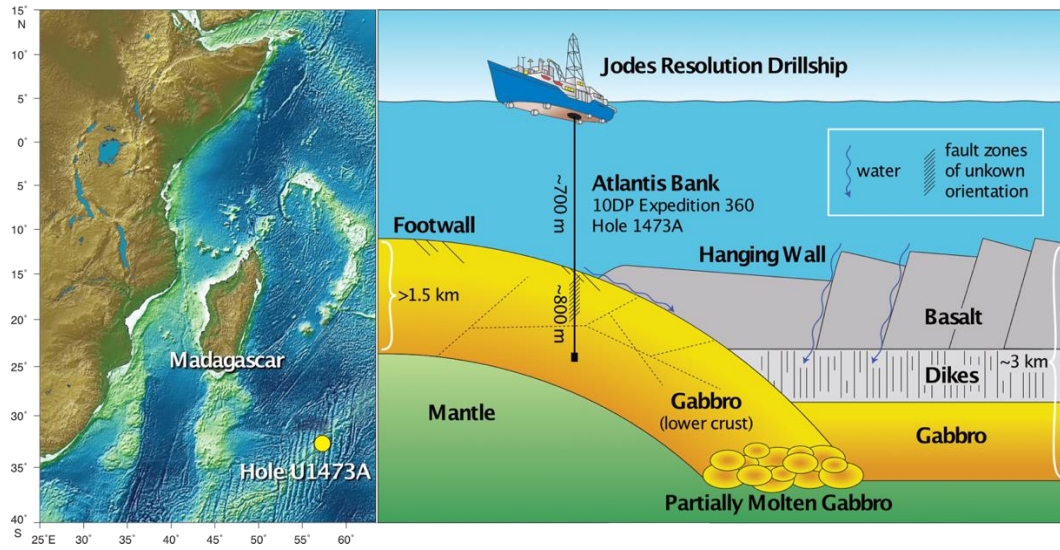 15°
N
10°
5°
0°
5°
10°
15°
20°
25°
30°
35°
40°
S
25°E
30°
35°
40°
45°
50°
55°
60°
Madagascar
Hole U1473A
Jodes Resolution Drillship
water
fault zones
of unkown
orientation
~700 m
Atlantis Bank
10DP Expedition 360
Hole 1473A
Footwall
Hanging Wall
>1.5 km
~800 m
Basalt
~3 km
Dikes
Mantle
Gabbro
(lower crust)
Gabbro
Partially Molten Gabbro